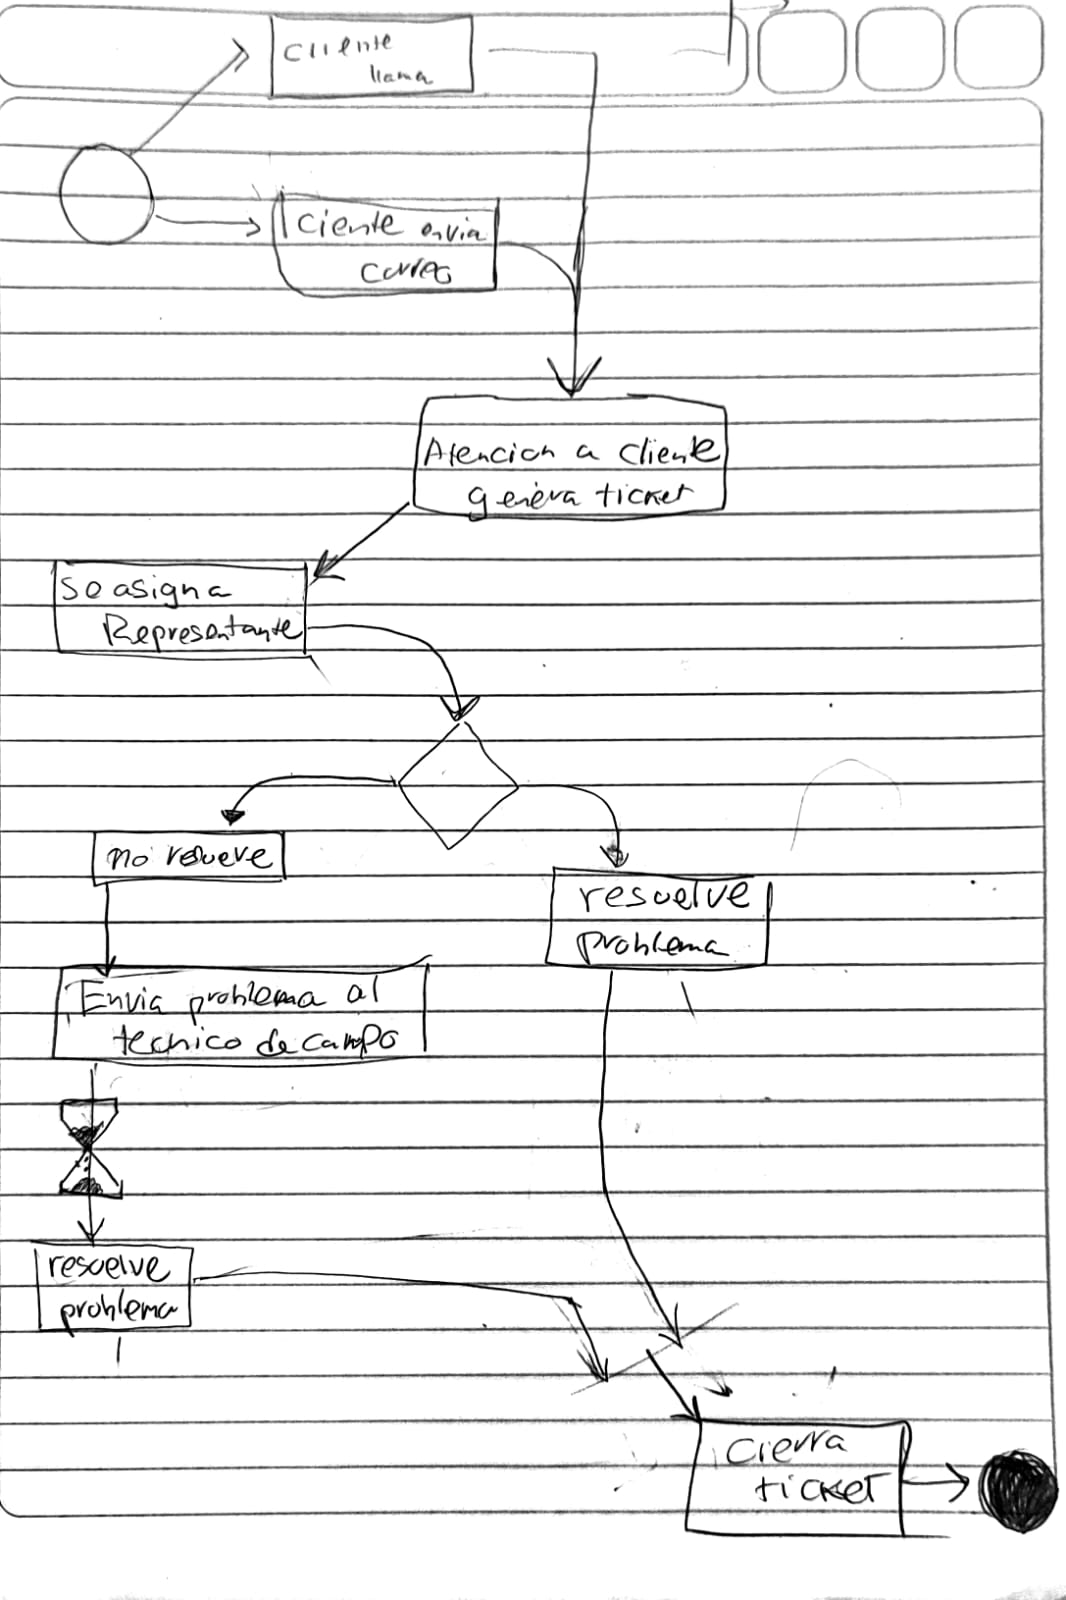 Cliente
llama
Ciente envia
correo
Atencion a cliente
genera ticket
se asigna
Representante
no resueve
resuelve
problema
Envia problema al
tecnico de campo
resuelve
problema
cierra
ticket